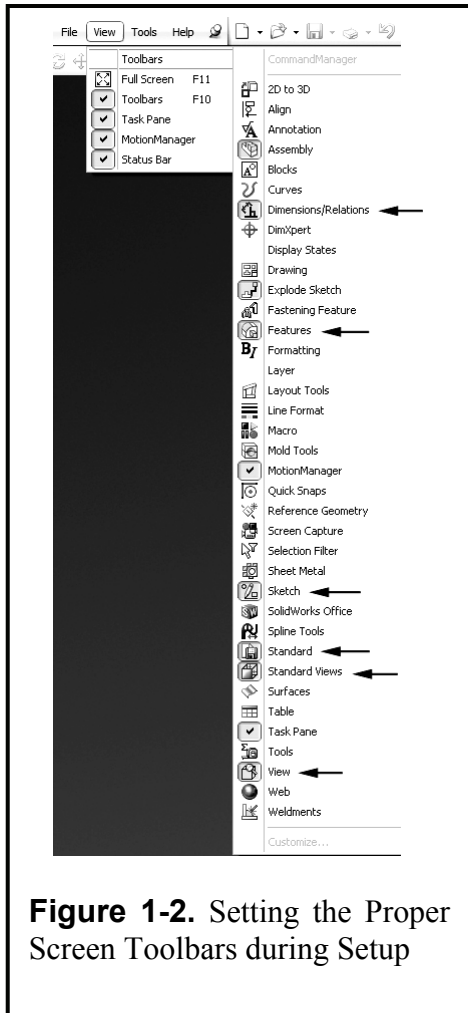 File View Tools Help
Toolbars
Full Screen F11
Toolbars F10
Task Pane
MotionManager
Status Bar
CommandManager
2D to 3D
Align
Annotation
Assembly
Blocks
Curves
Dimensions/Relations
DimXpert
Display States
Drawing
Explode Sketch
Fastening Feature
Features
Formatting
Layer
Layout Tools
Line Format
Macro
Mold Tools
MotionManager
Quick Snaps
Reference Geometry
Screen Capture
Selection Filter
Sheet Metal
Sketch
SolidWorks Office
Spline Tools
Standard
Standard Views
Surfaces
Table
Task Pane
Tools
View
Web
Weldments
Customize...
Figure 1-2. Setting the Proper
Screen Toolbars during Setup